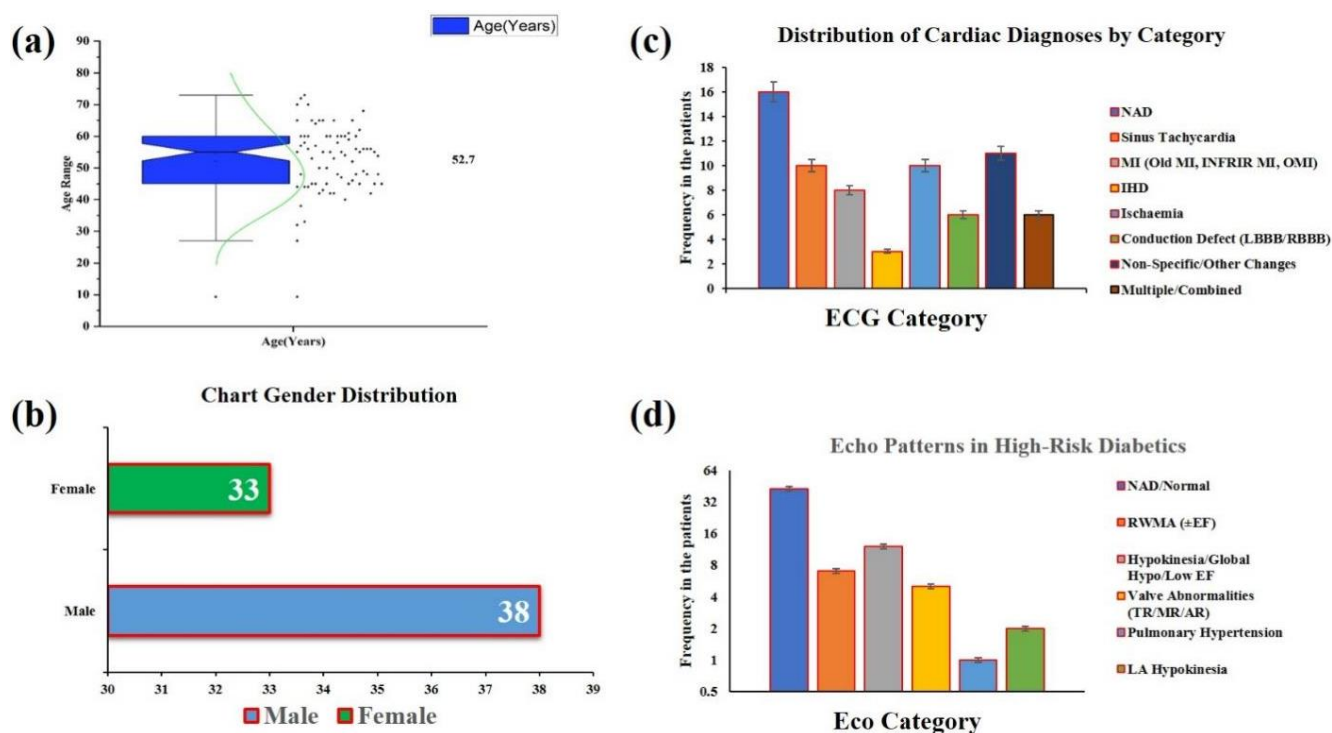 (a)
Age(Years)
90
80
70
60
50
40
30
20
10
0
Age Range
52.7
Age(Years)
(b)
Chart Gender Distribution
Female
33
Male
38
30 31 32 33 34 35 36 37 38 39
Male Female
(c)
Distribution of Cardiac Diagnoses by Category
Frequency in the patients
18
16
14
12
10
8
6
4
2
0
ECG Category
NAD
Sinus Tachycardia
MI (Old MI, INFRIR MI, OMI)
IHD
Ischaemia
Conduction Defect (LBBB/RBBB)
Non-Specific/Other Changes
Multiple/Combined
(d)
Echo Patterns in High-Risk Diabetics
Frequency in the patients
64
32
16
8
4
2
1
0.5
Eco Category
NAD/Normal
RWMA (±EF)
Hypokinesia/Global
Hypo/Low EF
Valve Abnormalities
(TR/MR/AR)
Pulmonary Hypertension
LA Hypokinesia